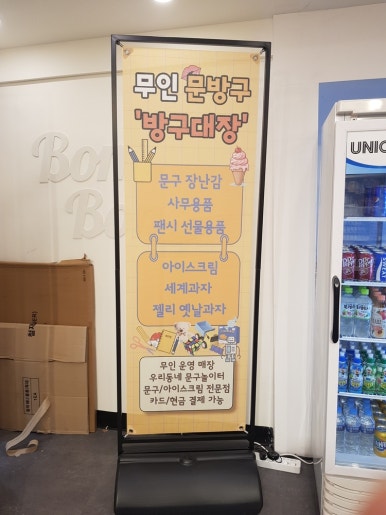 무인 문방구
'방구대장'
문구 장난감
사무용품
팬시 선물용품
아이스크림
세계과자
젤리 옛날과자
무인 운영 매장
우리동네 문구놀이터
문구/아이스크림 전문점
카드/현금 결제 가능
UNIQ